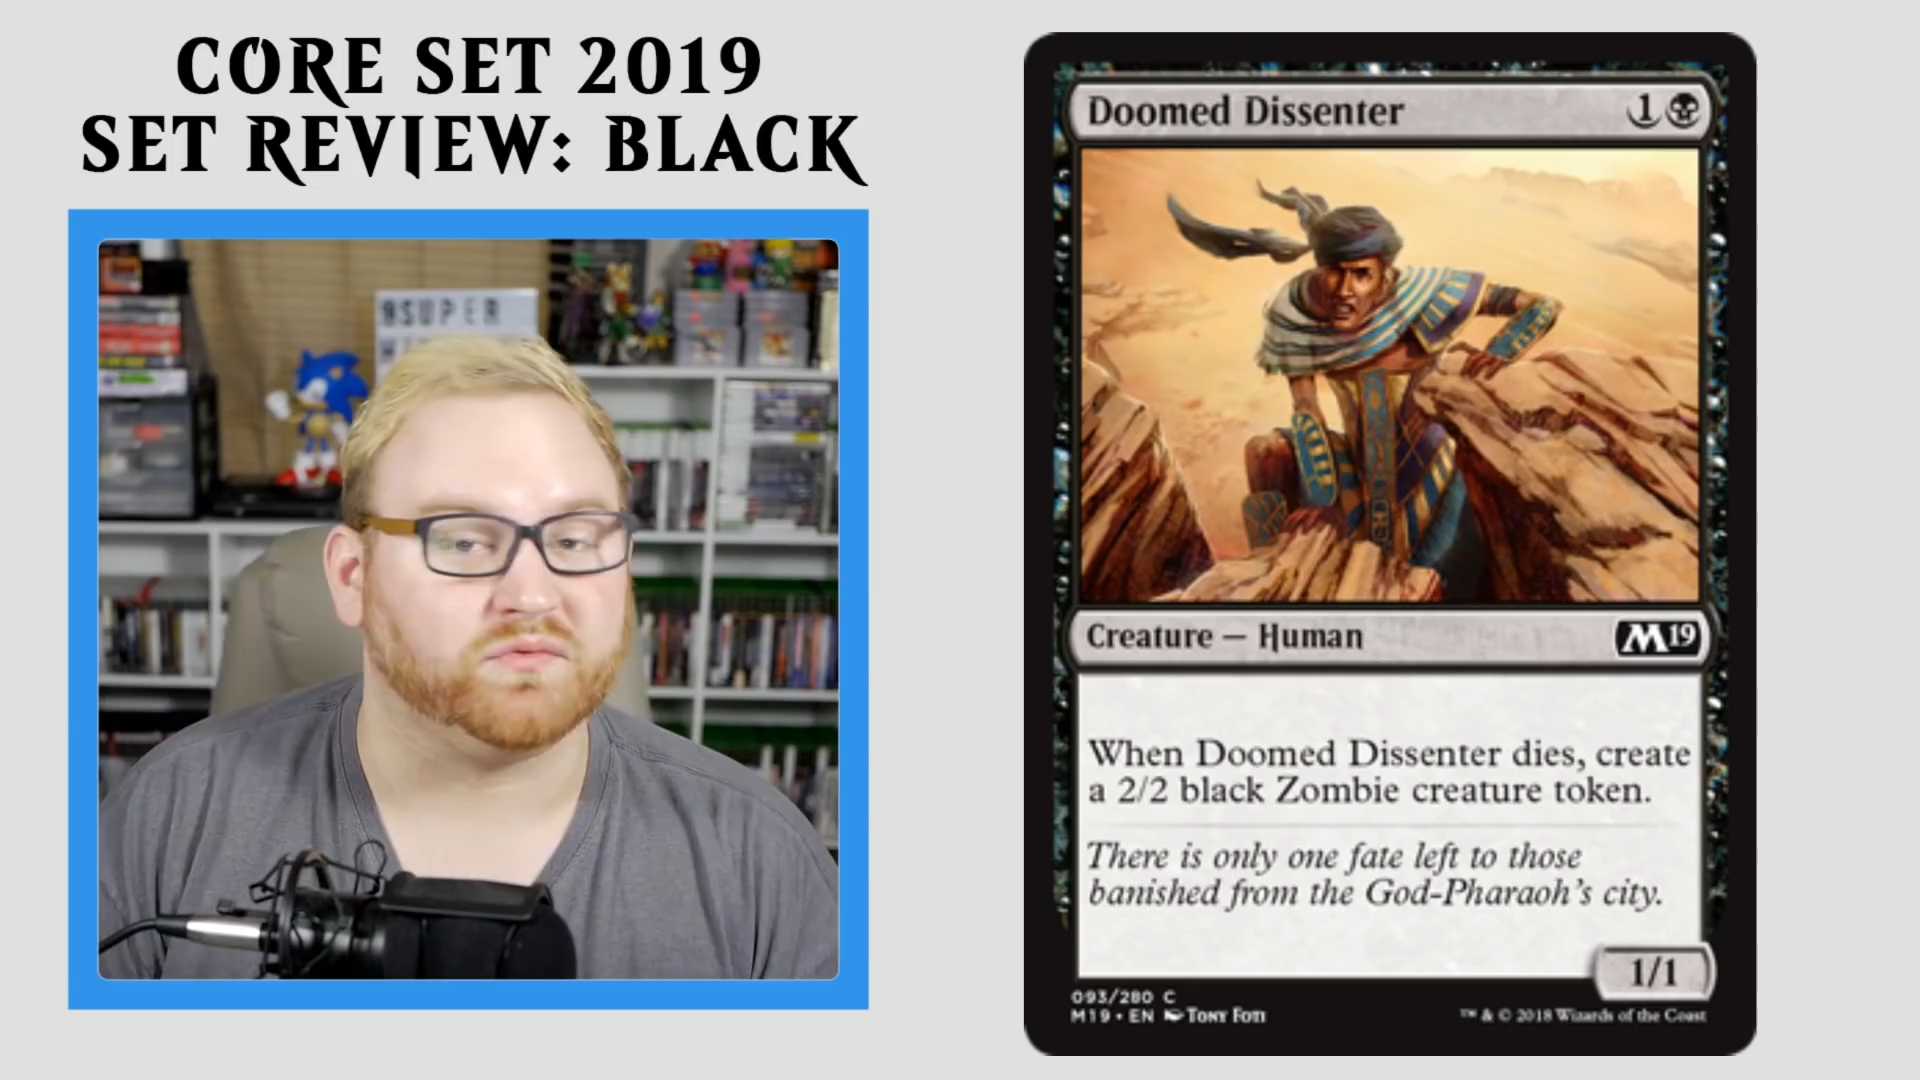 CORE SET 2019
SET REVIEW: BLACK
SUPER
Doomed Dissenter 1
Creature — Human M19
When Doomed Dissenter dies, create
a 2/2 black Zombie creature token.
There is only one fate left to those
banished from the God-Pharaoh's city.
1/1
093/280 C
M19 • EN Tony Foti
™ & © 2018 Wizards of the Coast